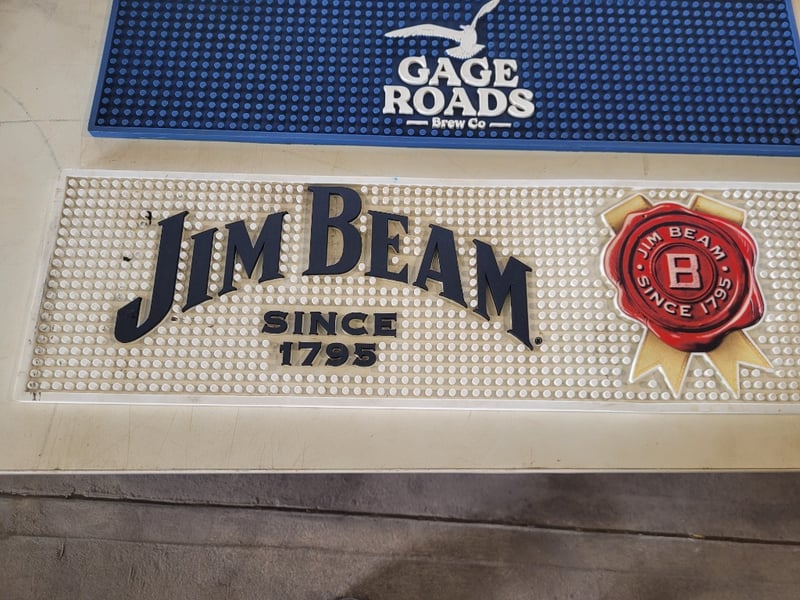 GAGE
ROADS
Brew Co
JIM BEAM
SINCE
1795
JIM BEAM
B
SINCE 1795